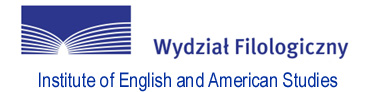 Wydział Filologiczny
Institute of English and American Studies